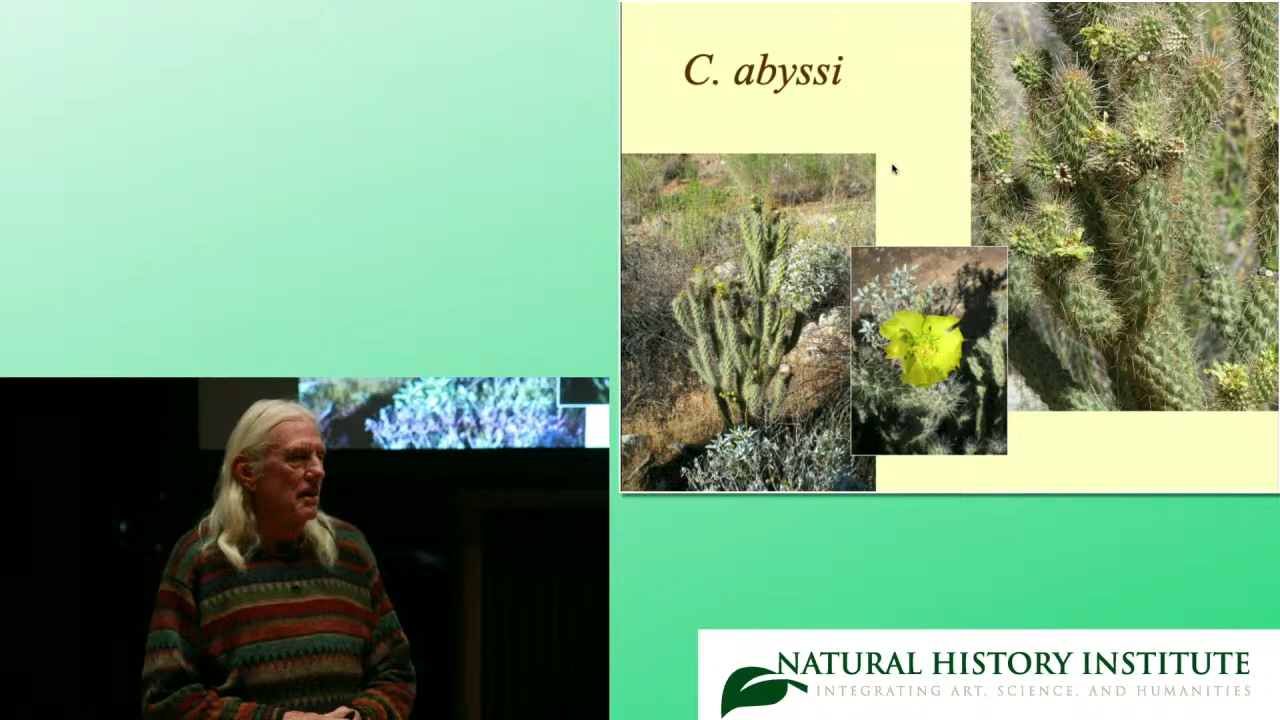 C. abyssi
NATURAL HISTORY INSTITUTE
INTEGRATING ART, SCIENCE, AND HUMANITIES